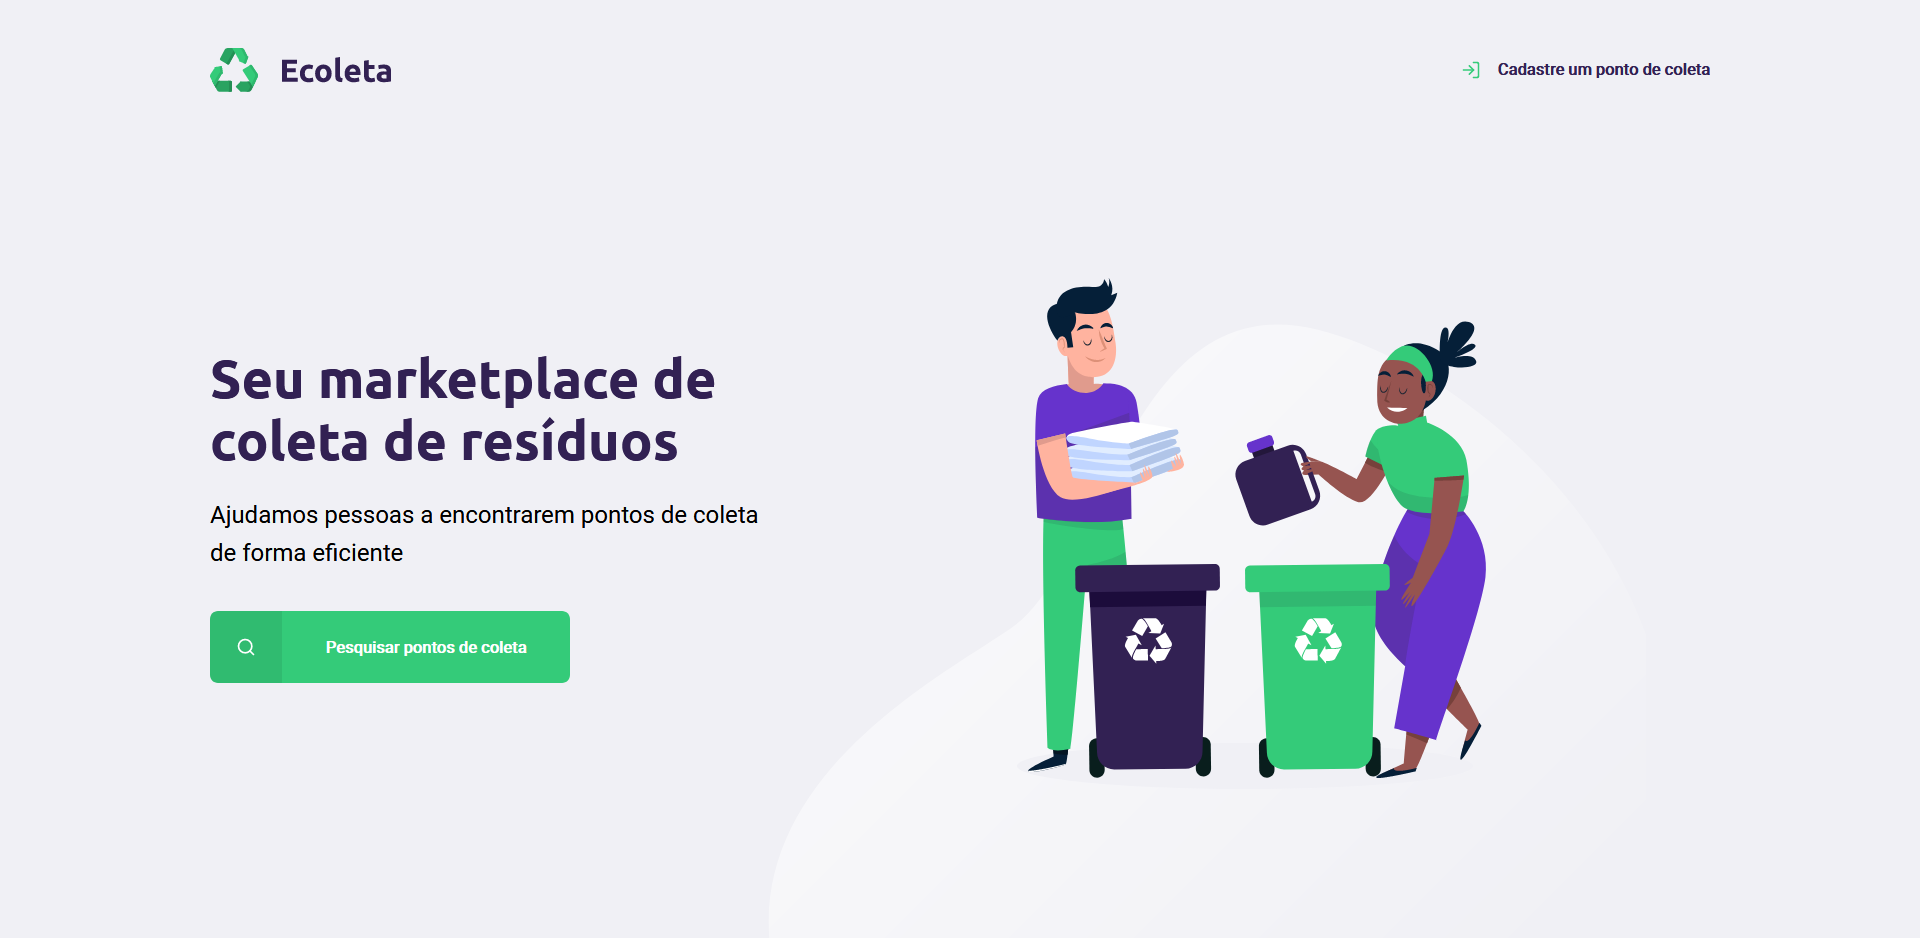 Ecoleta
Cadastre um ponto de coleta
Seu marketplace de
coleta de resíduos
Ajudamos pessoas a encontrarem pontos de coleta
de forma eficiente
Pesquisar pontos de coleta